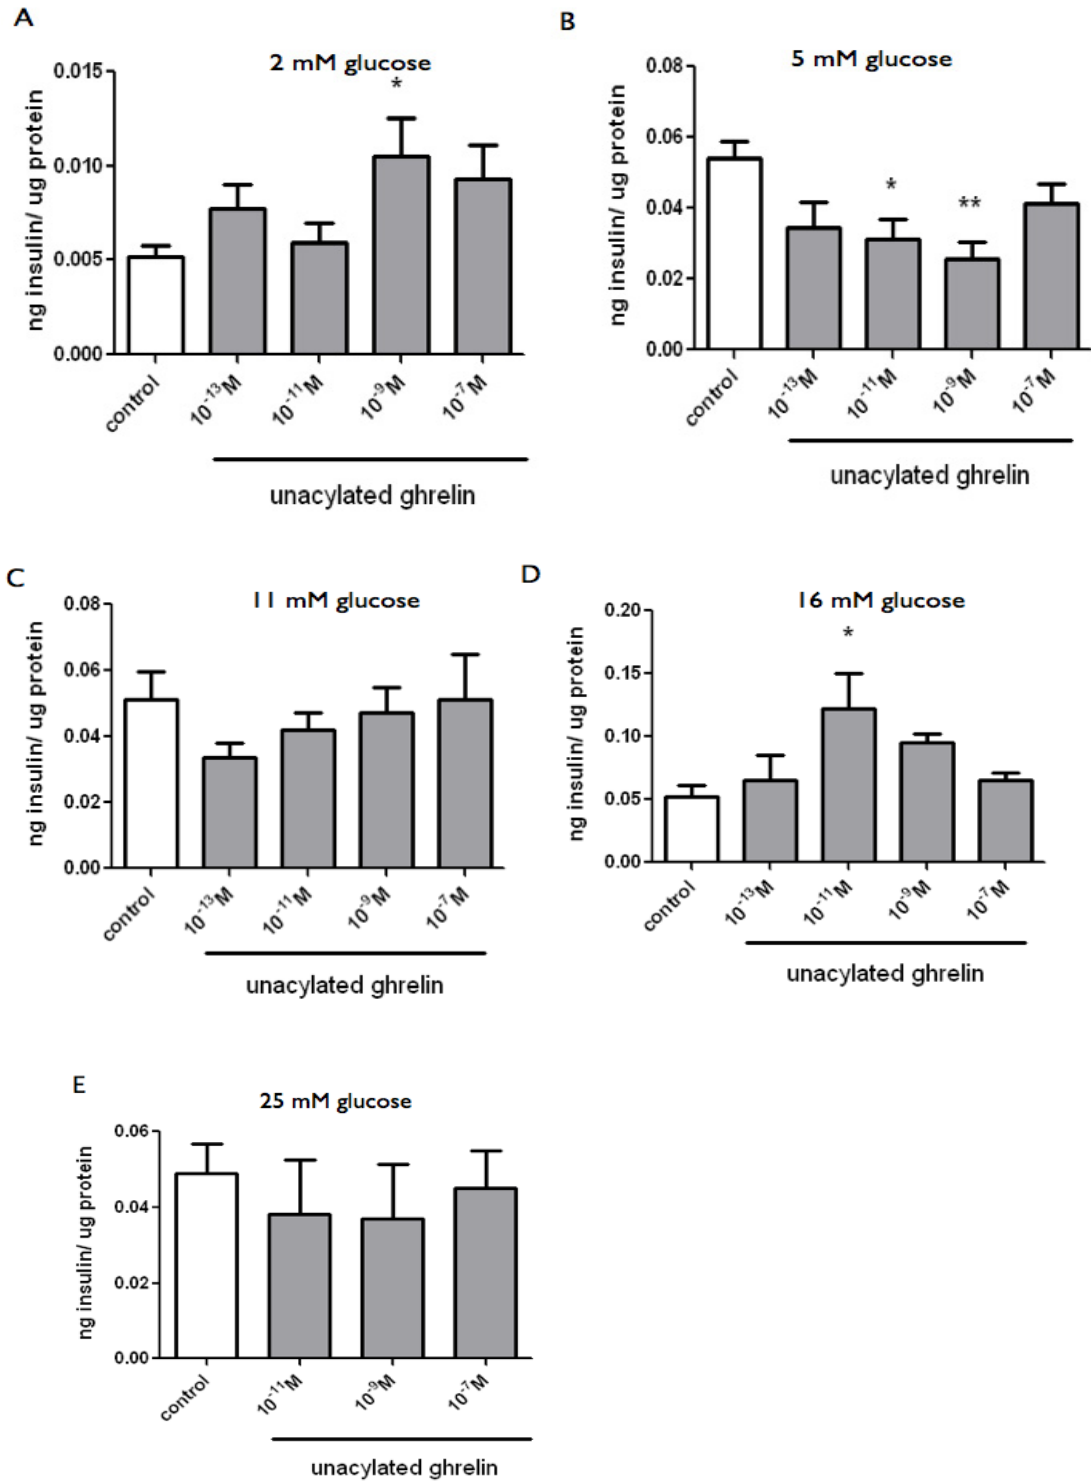 A
2 mM glucose
*
ng insulin/ ug protein
0.015
0.010
0.005
0.000
control
10⁻¹³M
10⁻¹¹M
10⁻⁹M
10⁻⁷M
unacylated ghrelin
B
5 mM glucose
*
**
ng insulin/ ug protein
0.08
0.06
0.04
0.02
0.00
control
10⁻¹³M
10⁻¹¹M
10⁻⁹M
10⁻⁷M
unacylated ghrelin
C
11 mM glucose
ng insulin/ ug protein
0.08
0.06
0.04
0.02
0.00
control
10⁻¹³M
10⁻¹¹M
10⁻⁹M
10⁻⁷M
unacylated ghrelin
D
16 mM glucose
*
ng insulin/ ug protein
0.20
0.15
0.10
0.05
0.00
control
10⁻¹³M
10⁻¹¹M
10⁻⁹M
10⁻⁷M
unacylated ghrelin
E
25 mM glucose
ng insulin/ ug protein
0.06
0.04
0.02
0.00
control
10⁻¹¹M
10⁻⁹M
10⁻⁷M
unacylated ghrelin